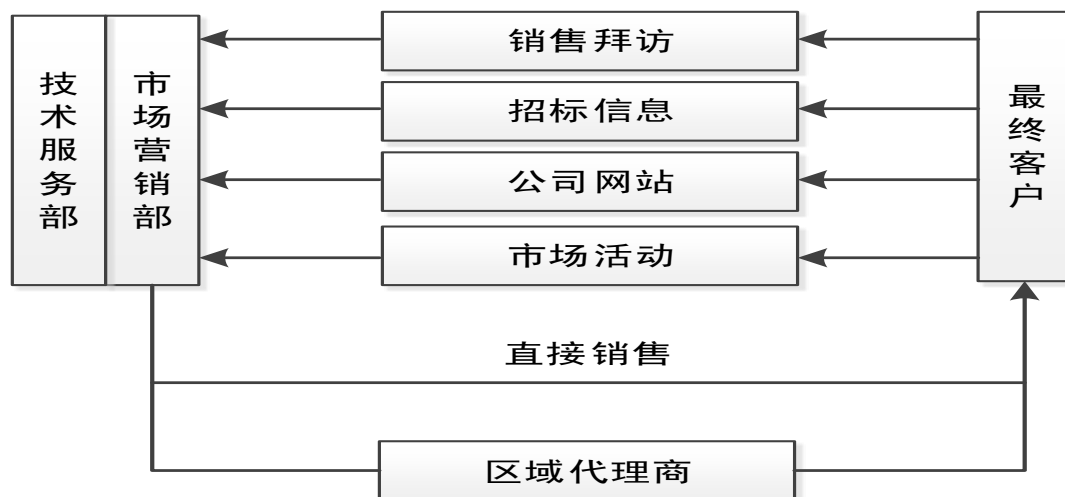 技术服务部
市场营销部
销售拜访
招标信息
公司网站
市场活动
最终客户
直接销售
区域代理商